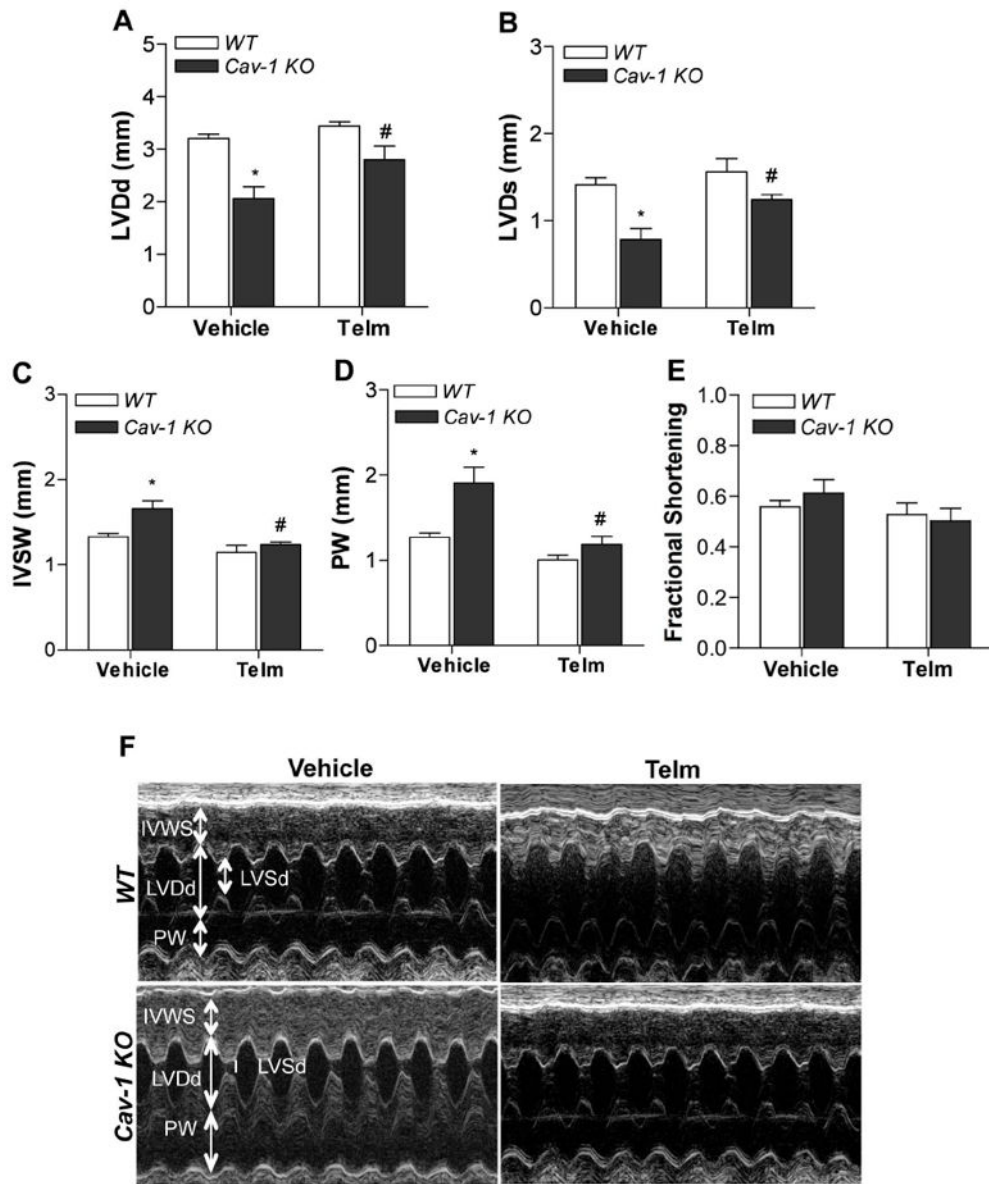 A
WT
Cav-1 KO
LVDd (mm)
5
4
3
2
1
0
*
#
Vehicle
Telm
B
WT
Cav-1 KO
LVDs (mm)
3
2
1
0
*
#
Vehicle
Telm
C
WT
Cav-1 KO
IVSW (mm)
3
2
1
0
*
#
Vehicle
Telm
D
WT
Cav-1 KO
PW (mm)
3
2
1
0
*
#
Vehicle
Telm
E
WT
Cav-1 KO
Fractional Shortening
1.0
0.8
0.6
0.4
0.2
0.0
Vehicle
Telm
F
Vehicle
Telm
WT
IVWS
LVDd
LVSd
PW
Cav-1 KO
IVWS
LVDd
I
LVSd
PW